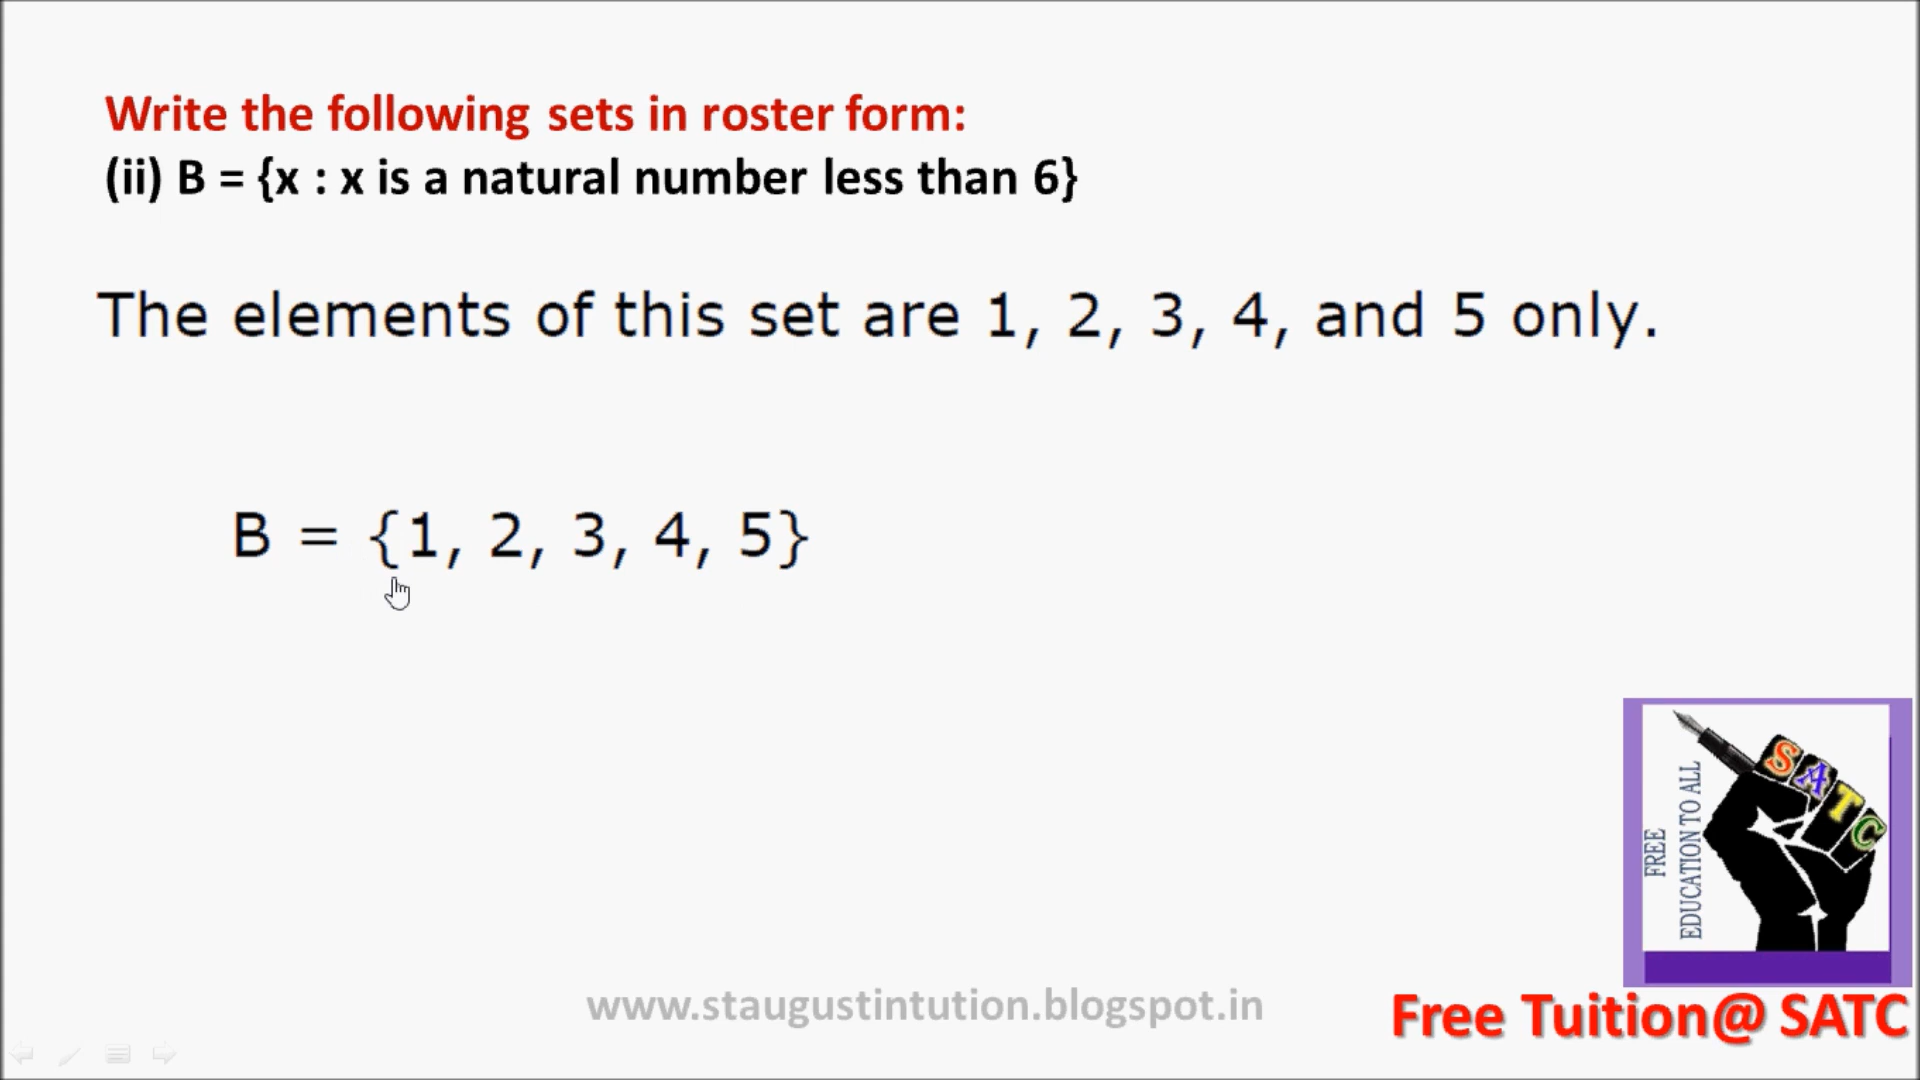 Write the following sets in roster form:
(ii) B = {x : x is a natural number less than 6}
The elements of this set are 1, 2, 3, 4, and 5 only.
B = {1, 2, 3, 4, 5}
SATC
FREE
EDUCATION TO ALL
www.staugustintution.blogspot.in
Free Tuition@ SATC